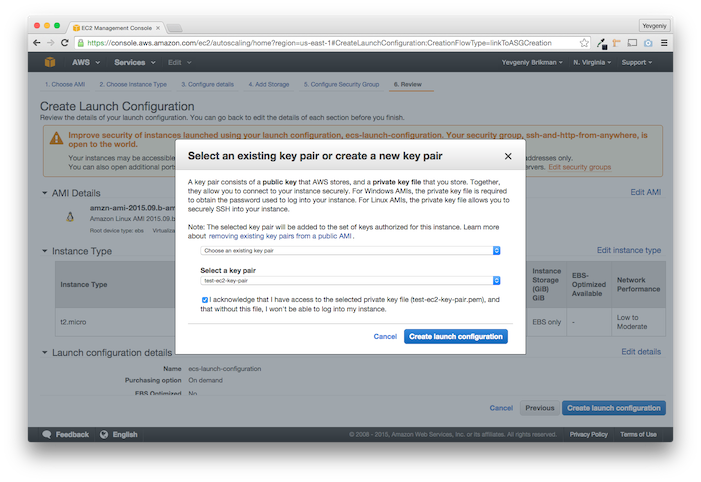 EC2 Management Console
Yevgeniy
https://console.aws.amazon.com/ec2/autoscaling/home?region=us-east-1#CreateLaunchConfiguration:CreationFlowType=linkToASGCreation
AWS Services Edit Yevgeniy Brikman N. Virginia Support
1. Choose AMI 2. Choose Instance Type 3. Configure details 4. Add Storage 5. Configure Security Group 6. Review
Create Launch Configuration
Review the details of your launch configuration. You can go back to edit the details of each section before you finish.
Improve security of instances launched using your launch configuration, ecs-launch-configuration. Your security group, ssh-and-http-from-anywhere, is
open to the world.
Your instances may be accessible
addresses only.
You can also open additional ports
servers. Edit security groups
Select an existing key pair or create a new key pair
A key pair consists of a public key that AWS stores, and a private key file that you store. Together,
they allow you to connect to your instance securely. For Windows AMIs, the private key file is required
to obtain the password used to log into your instance. For Linux AMIs, the private key file allows you to
securely SSH into your instance.
Note: The selected key pair will be added to the set of keys authorized for this instance. Learn more
about removing existing key pairs from a public AMI.
Choose an existing key pair
Select a key pair
test-ec2-key-pair
I acknowledge that I have access to the selected private key file (test-ec2-key-pair.pem), and
that without this file, I won't be able to log into my instance.
Cancel Create launch configuration
AMI Details Edit AMI
amzn-ami-2015.09.b-am
Amazon Linux AMI 2015.09
Root device type: ebs
Instance Type Edit instance type
Instance Type
Instance Storage (GiB) GiB
EBS-Optimized Available
Network Performance
t2.micro EBS only - Low to Moderate
Launch configuration details Edit details
Name ecs-launch-configuration
Purchasing option On demand
EBS Optimized No
Cancel Previous Create launch configuration
Feedback English © 2008 - 2015, Amazon Web Services, Inc. or its affiliates. All rights reserved. Privacy Policy Terms of Use